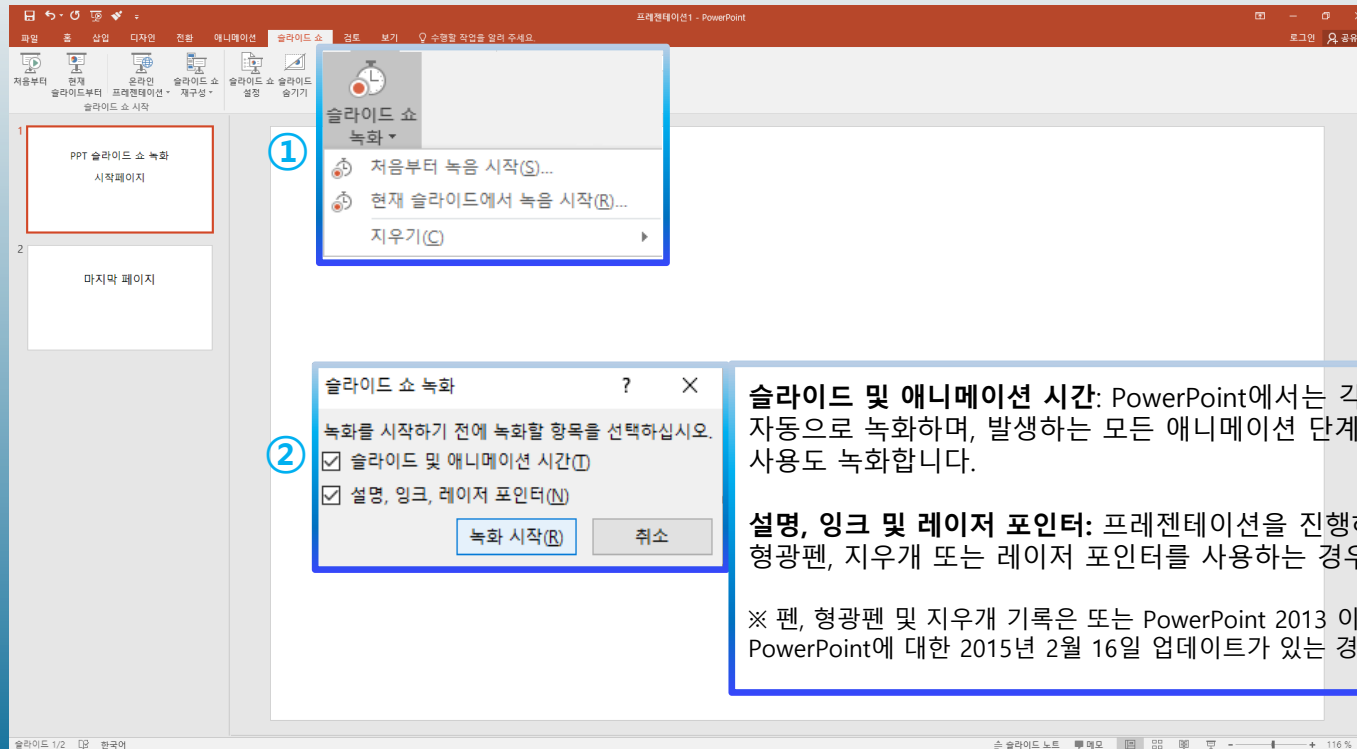 프레젠테이션1 - PowerPoint
파일 홈 삽입 디자인 전환 애니메이션 슬라이드 쇼 검토 보기 수행할 작업을 알려 주세요.
로그인 공유
처음부터
현재
슬라이드부터
온라인
프레젠테이션
슬라이드 쇼
재구성
슬라이드 쇼
설정
슬라이드
숨기기
슬라이드 쇼 시작
슬라이드 쇼
녹화
①
처음부터 녹음 시작(S)...
현재 슬라이드에서 녹음 시작(R)...
지우기(C)
1
PPT 슬라이드 쇼 녹화
시작페이지
2
마지막 페이지
②
슬라이드 쇼 녹화 ? X
녹화를 시작하기 전에 녹화할 항목을 선택하십시오.
슬라이드 및 애니메이션 시간(T)
설명, 잉크, 레이저 포인터(N)
녹화 시작(R) 취소
슬라이드 및 애니메이션 시간: PowerPoint에서는
자동으로 녹화하며, 발생하는 모든 애니메이션 단계
사용도 녹화합니다.
설명, 잉크 및 레이저 포인터: 프레젠테이션을
형광펜, 지우개 또는 레이저 포인터를 사용하는
※ 펜, 형광펜 및 지우개 기록은 또는 PowerPoint 2013
PowerPoint에 대한 2015년 2월 16일 업데이트가 있는
슬라이드 1/2 한국어
슬라이드 노트 메모 116 %